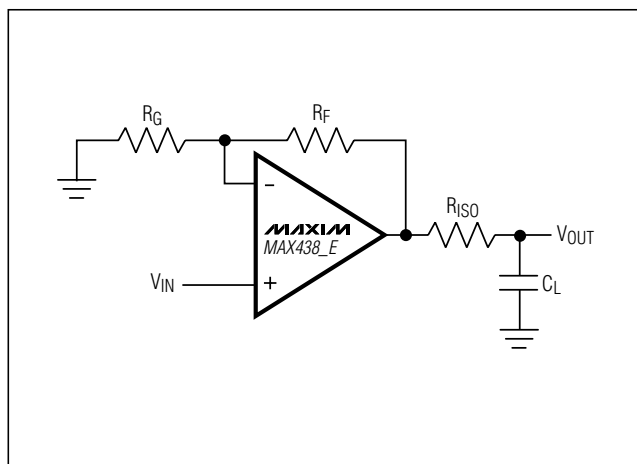 RG
RF
-
MAXIM
MAX438_E
RISO
VOUT
VIN
+
CL